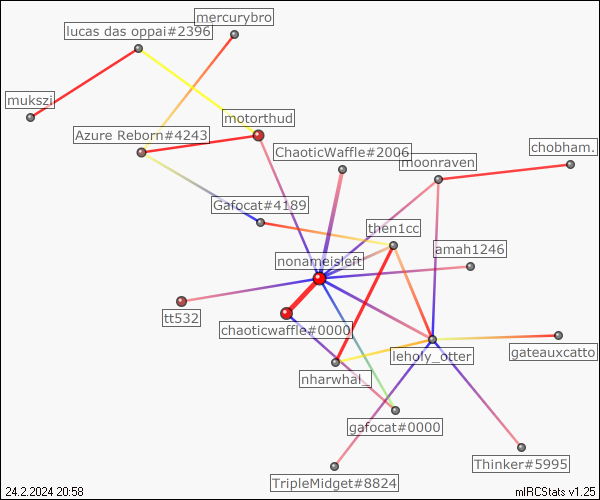 mercurybro
lucas das oppai#2396
mukszi
motorthud
Azure Reborn#4243
ChaoticWaffle#2006
moonraven
chobham.
Gafocat#4189
then1cc
amah1246
nonameisleft
tt532
chaoticwaffle#0000
leholy_otter
gateauxcatto
nharwhal_
gafocat#0000
Thinker#5995
TripleMidget#8824
24.2.2024 20:58
mIRCStats v1.25